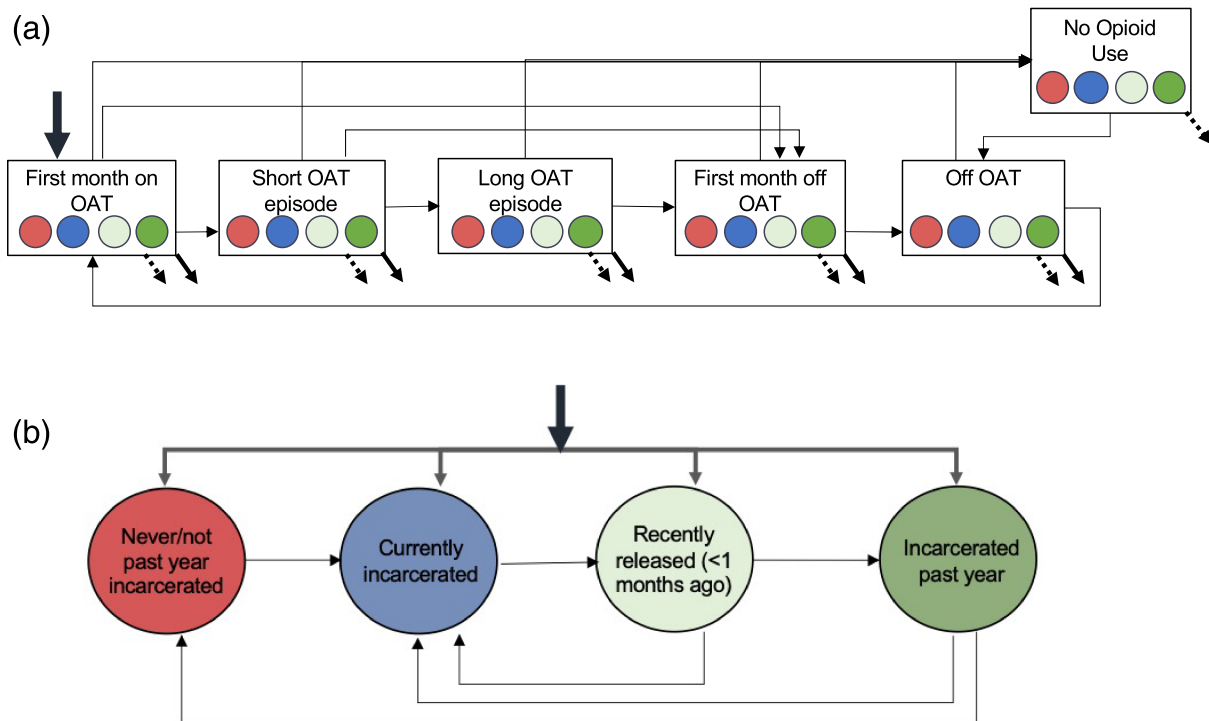 (a)
No Opioid
Use
First month on
OAT
Short OAT
episode
Long OAT
episode
First month off
OAT
Off OAT
(b)
Never/not
past year
incarcerated
Currently
incarcerated
Recently
released (<1
months ago)
Incarcerated
past year